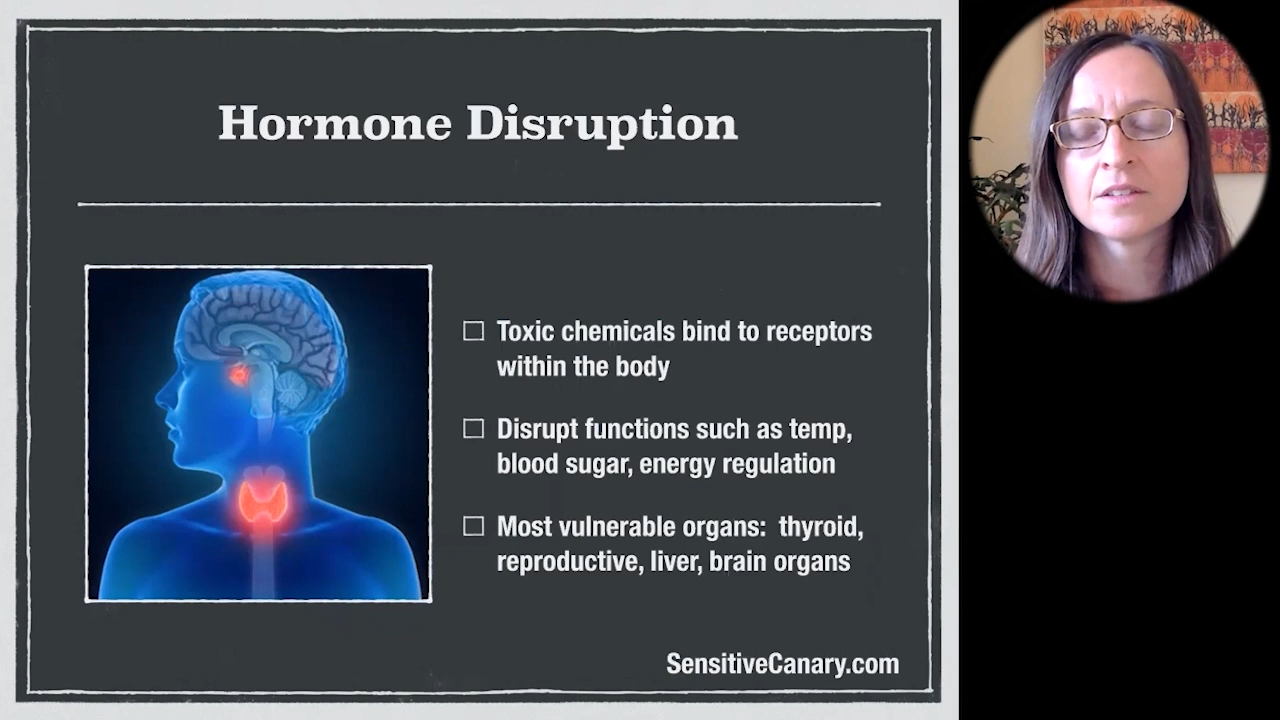 Hormone Disruption
Toxic chemicals bind to receptors
within the body
Disrupt functions such as temp,
blood sugar, energy regulation
Most vulnerable organs:  thyroid,
reproductive, liver, brain organs
SensitiveCanary.com